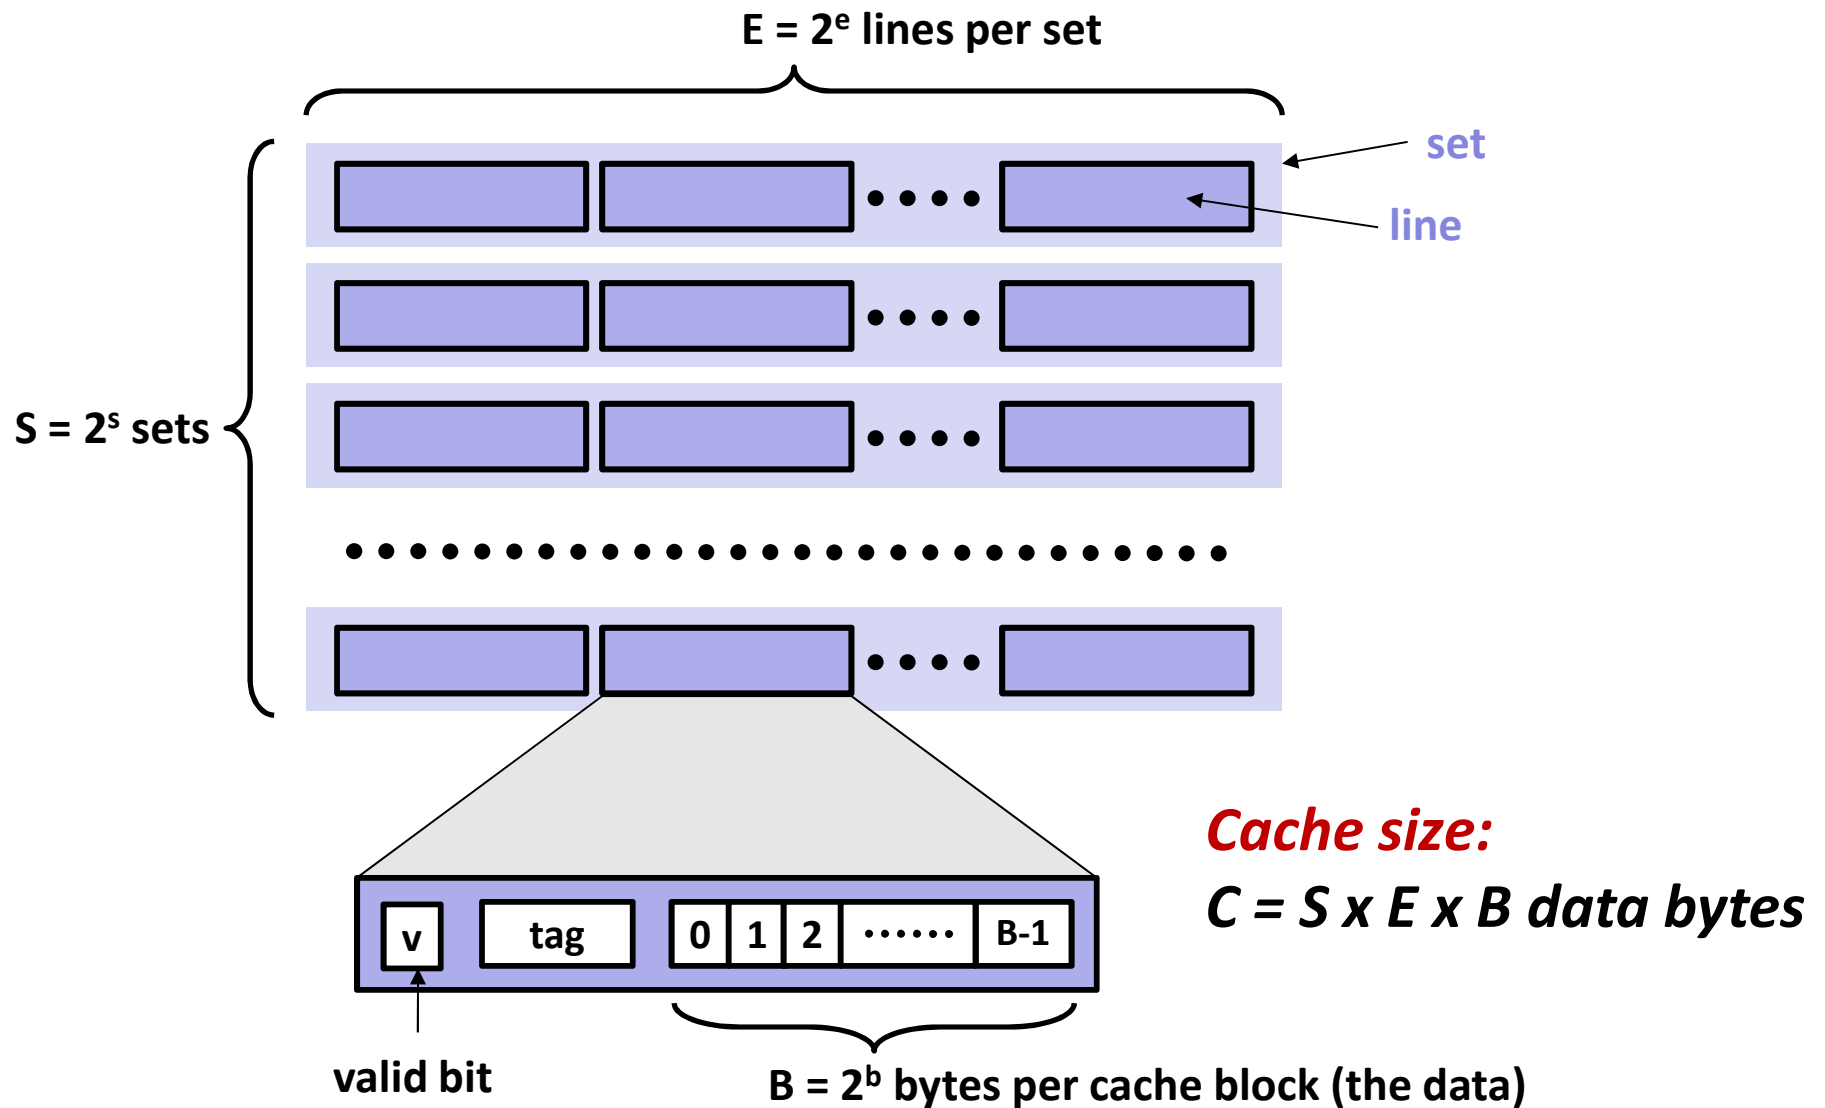 E = 2ᵉ lines per set
set
line
S = 2ˢ sets
Cache size:
C = S x E x B data bytes
v
tag
0 1 2 B-1
valid bit
B = 2ᵇ bytes per cache block (the data)